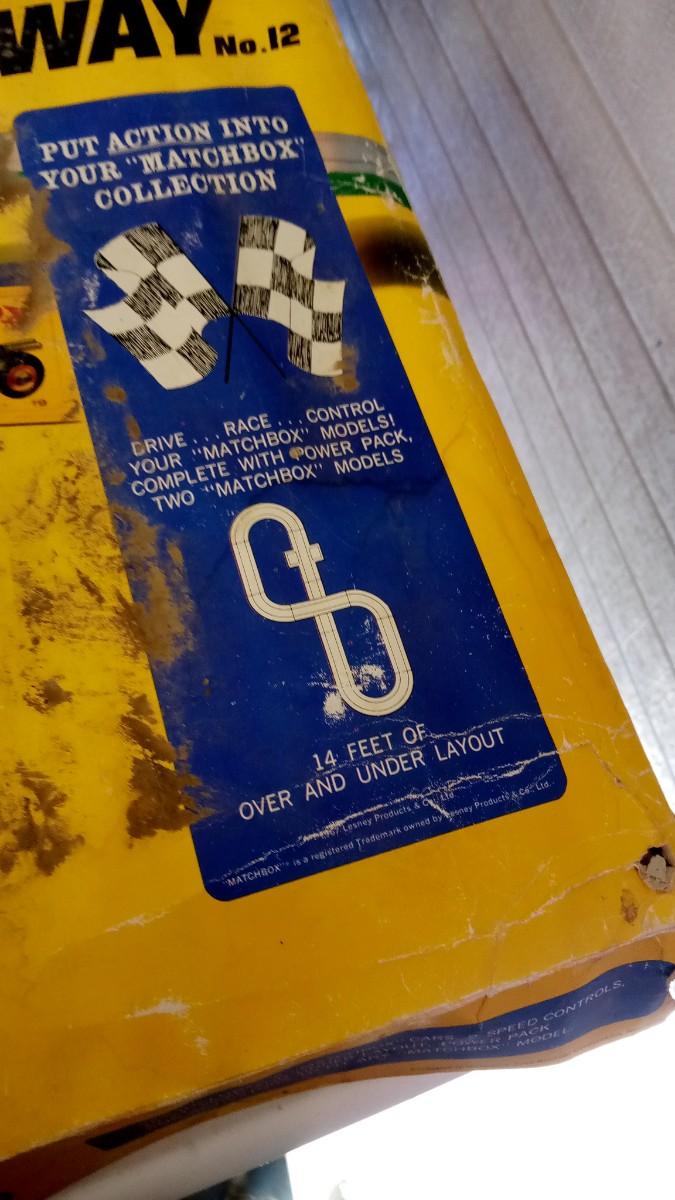 WAY No.12
PUT ACTION INTO
YOUR "MATCHBOX"
COLLECTION
DRIVE . . . RACE . . . CONTROL
YOUR "MATCHBOX" MODELS!
COMPLETE WITH POWER PACK,
TWO "MATCHBOX" MODELS
14 FEET OF
OVER AND UNDER LAYOUT
Lesney Products & Co. Ltd.
"MATCHBOX" is a registered Trademark owned by Lesney Products & Co. Ltd.
CARS SPEED CONTROLS,
POWER PACK
"MATCHBOX" MODEL